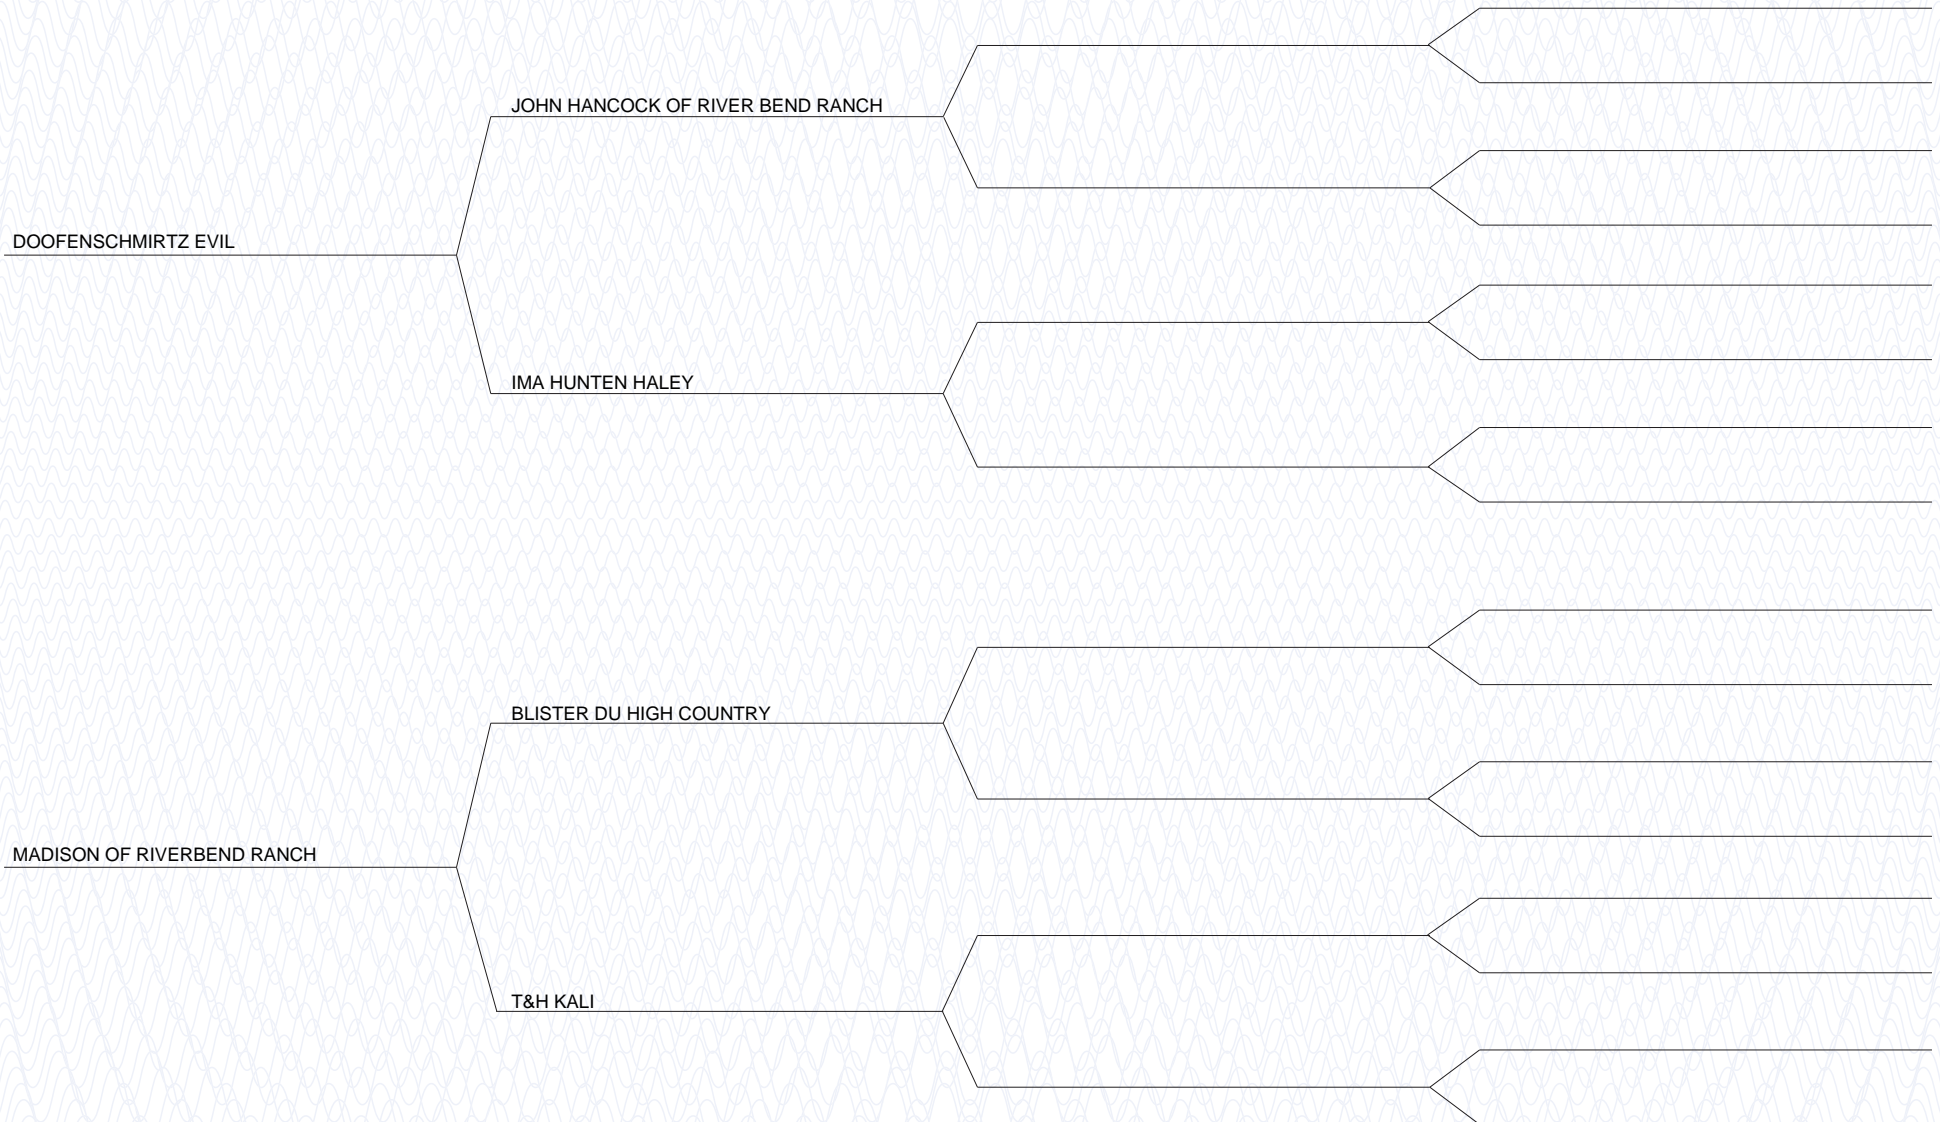 JOHN HANCOCK OF RIVER BEND RANCH
DOOFENSCHMIRTZ EVIL
IMA HUNTEN HALEY
BLISTER DU HIGH COUNTRY
MADISON OF RIVERBEND RANCH
T&H KALI